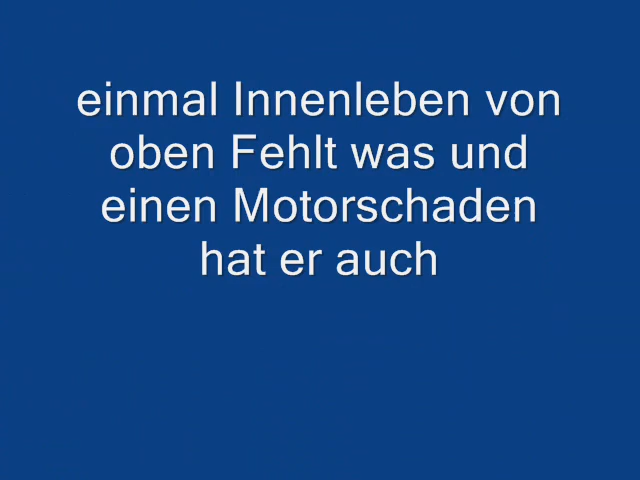 einmal Innenleben von
oben Fehlt was und
einen Motorschaden
hat er auch